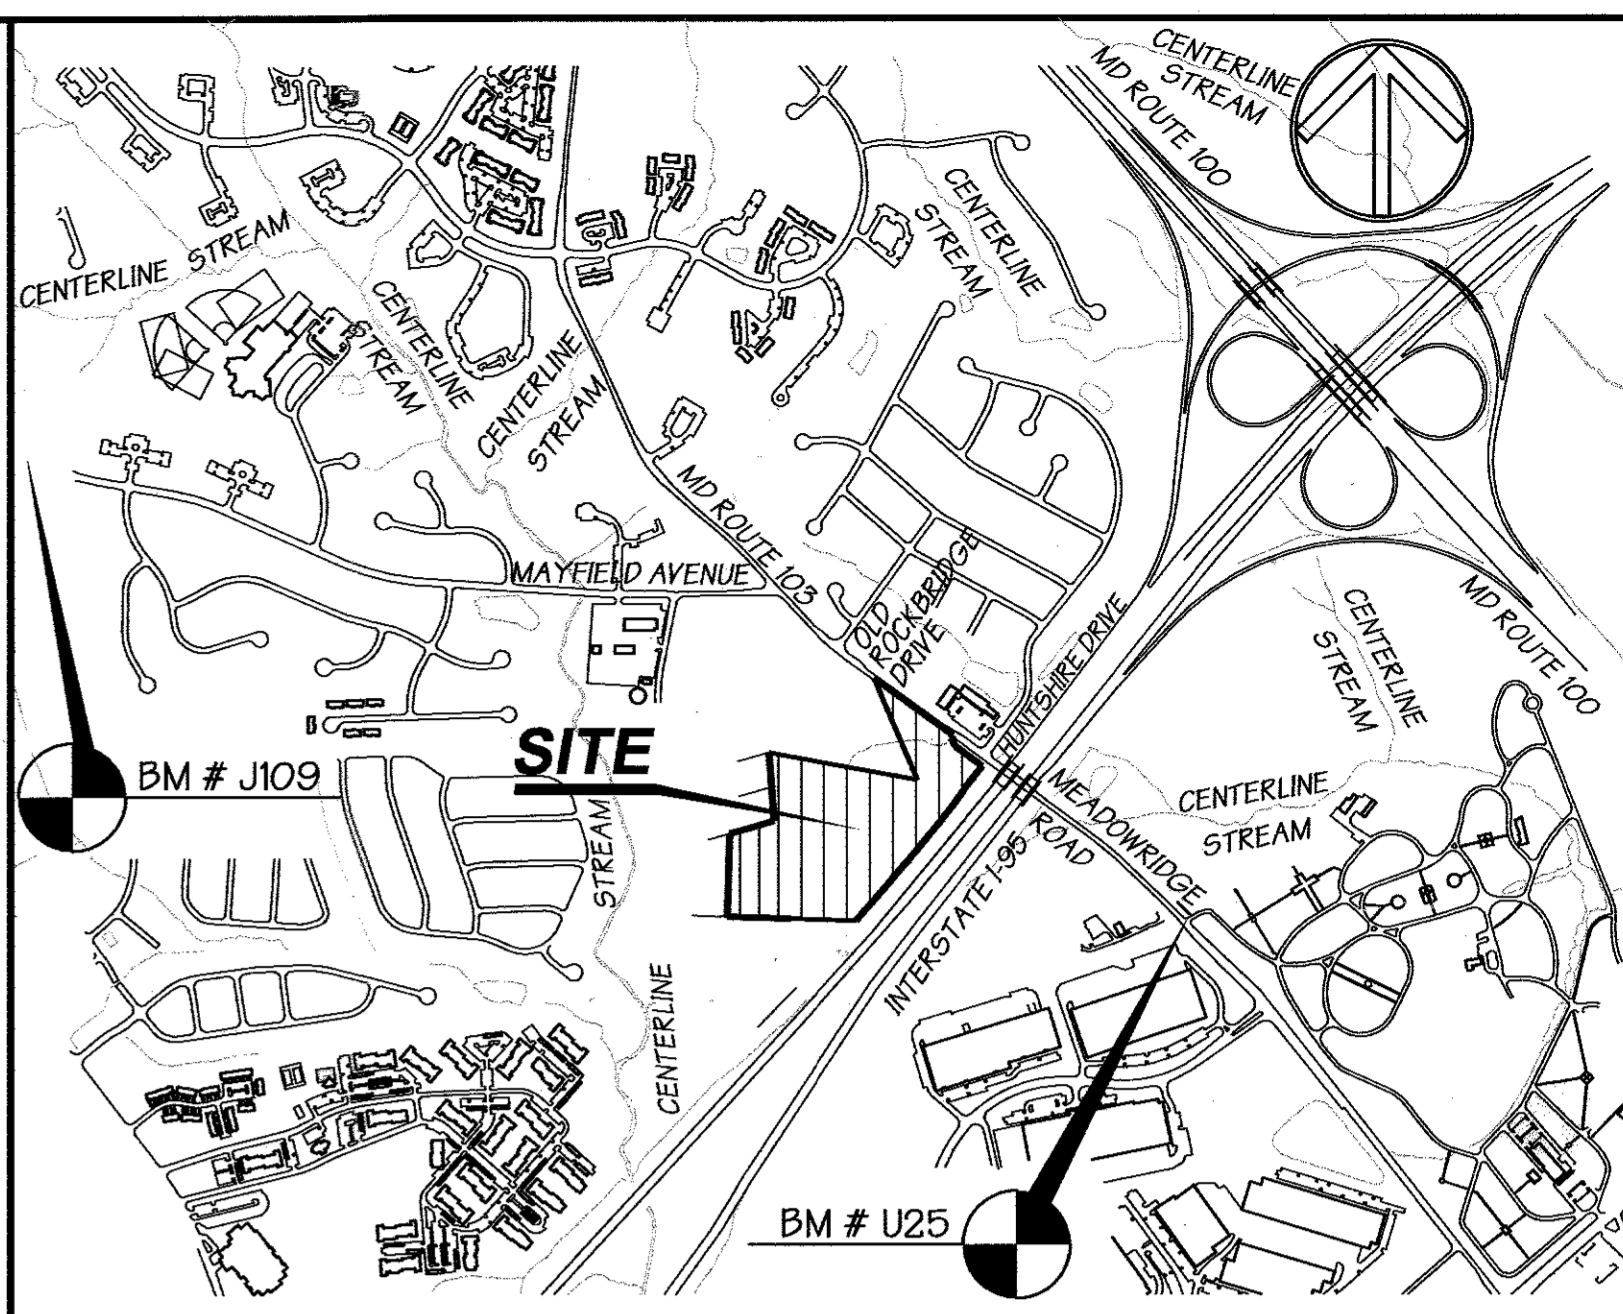 CENTERLINE
STREAM
MD ROUTE 100
CENTERLINE STREAM
CENTERLINE
STREAM
CENTERLINE
STREAM
CENTERLINE
STREAM
MD ROUTE 103
MAYFIELD AVENUE
OLD
ROCKBRIDGE
DRIVE
HUNTSHIRE DRIVE
CENTERLINE
STREAM
MD ROUTE 100
SITE
BM # J109
MEADOWRIDGE
ROAD
CENTERLINE
STREAM
INTERSTATE I-95
STREAM
CENTERLINE
BM # U25